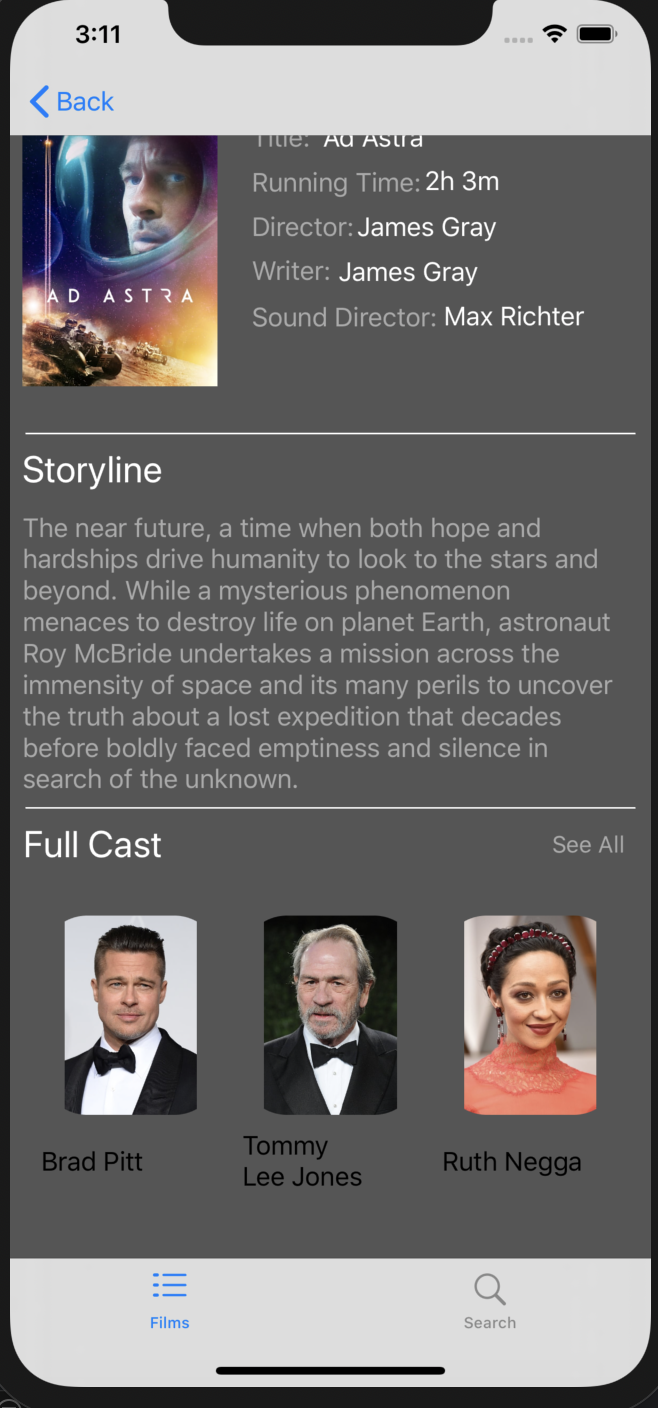 3:11
Back
Title: Ad Astra
Running Time: 2h 3m
Director: James Gray
Writer: James Gray
Sound Director: Max Richter
AD ASTRA
Storyline
The near future, a time when both hope and
hardships drive humanity to look to the stars and
beyond. While a mysterious phenomenon
menaces to destroy life on planet Earth, astronaut
Roy McBride undertakes a mission across the
immensity of space and its many perils to uncover
the truth about a lost expedition that decades
before boldly faced emptiness and silence in
search of the unknown.
Full Cast
See All
Brad Pitt
Tommy
Lee Jones
Ruth Negga
Films
Search